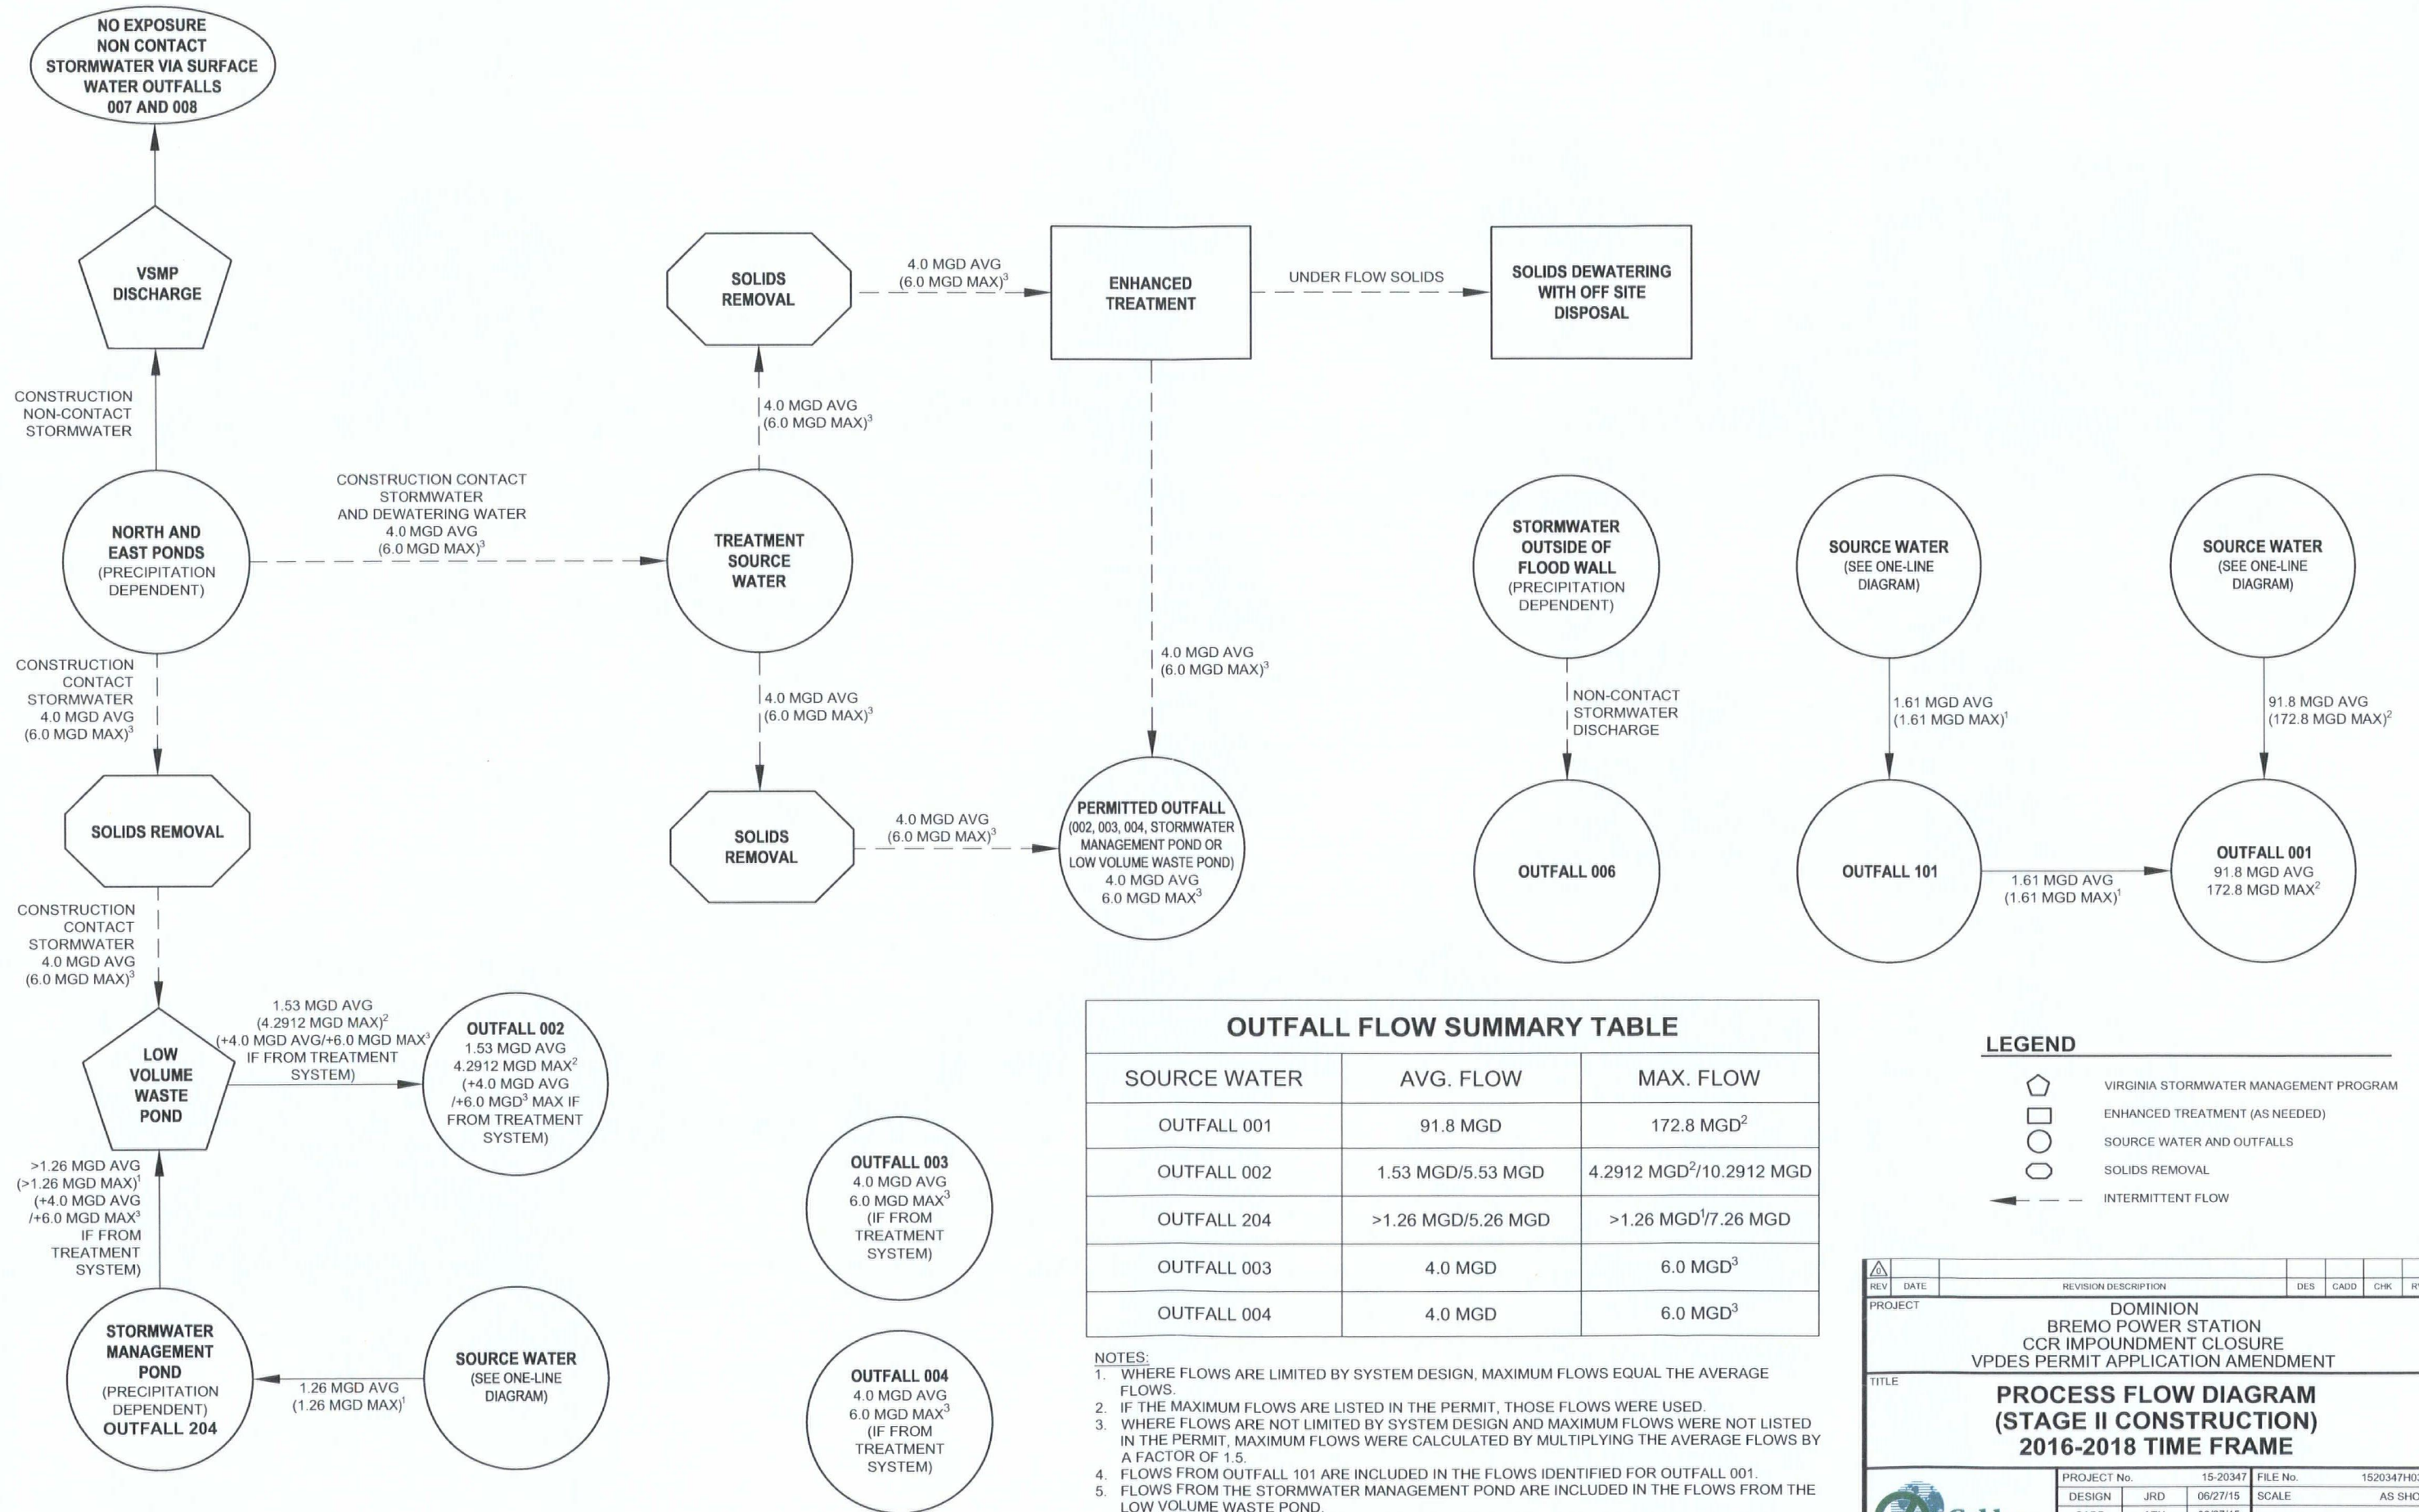 NO EXPOSURE
NON CONTACT
STORMWATER VIA SURFACE
WATER OUTFALLS
007 AND 008
VSMP
DISCHARGE
CONSTRUCTION
NON-CONTACT
STORMWATER
NORTH AND
EAST PONDS
(PRECIPITATION
DEPENDENT)
CONSTRUCTION CONTACT
STORMWATER
AND DEWATERING WATER
4.0 MGD AVG
(6.0 MGD MAX)³
TREATMENT
SOURCE
WATER
4.0 MGD AVG
(6.0 MGD MAX)³
SOLIDS
REMOVAL
4.0 MGD AVG
(6.0 MGD MAX)³
ENHANCED
TREATMENT
UNDER FLOW SOLIDS
SOLIDS DEWATERING
WITH OFF SITE
DISPOSAL
4.0 MGD AVG
(6.0 MGD MAX)³
4.0 MGD AVG
(6.0 MGD MAX)³
SOLIDS
REMOVAL
4.0 MGD AVG
(6.0 MGD MAX)³
PERMITTED OUTFALL
(002, 003, 004, STORMWATER
MANAGEMENT POND OR
LOW VOLUME WASTE POND)
4.0 MGD AVG
6.0 MGD MAX³
STORMWATER
OUTSIDE OF
FLOOD WALL
(PRECIPITATION
DEPENDENT)
NON-CONTACT
STORMWATER
DISCHARGE
OUTFALL 006
SOURCE WATER
(SEE ONE-LINE
DIAGRAM)
1.61 MGD AVG
(1.61 MGD MAX)¹
OUTFALL 101
1.61 MGD AVG
(1.61 MGD MAX)¹
SOURCE WATER
(SEE ONE-LINE
DIAGRAM)
91.8 MGD AVG
(172.8 MGD MAX)²
OUTFALL 001
91.8 MGD AVG
172.8 MGD MAX²
CONSTRUCTION
CONTACT
STORMWATER
4.0 MGD AVG
(6.0 MGD MAX)³
SOLIDS REMOVAL
CONSTRUCTION
CONTACT
STORMWATER
4.0 MGD AVG
(6.0 MGD MAX)³
LOW
VOLUME
WASTE
POND
1.53 MGD AVG
(4.2912 MGD MAX)²
(+4.0 MGD AVG/+6.0 MGD MAX³
IF FROM TREATMENT
SYSTEM)
OUTFALL 002
1.53 MGD AVG
4.2912 MGD MAX²
(+4.0 MGD AVG
/+6.0 MGD³ MAX IF
FROM TREATMENT
SYSTEM)
>1.26 MGD AVG
(>1.26 MGD MAX)¹
(+4.0 MGD AVG
/+6.0 MGD MAX³
IF FROM
TREATMENT
SYSTEM)
STORMWATER
MANAGEMENT
POND
(PRECIPITATION
DEPENDENT)
OUTFALL 204
1.26 MGD AVG
(1.26 MGD MAX)¹
SOURCE WATER
(SEE ONE-LINE
DIAGRAM)
OUTFALL 003
4.0 MGD AVG
6.0 MGD MAX³
(IF FROM
TREATMENT
SYSTEM)
OUTFALL 004
4.0 MGD AVG
6.0 MGD MAX³
(IF FROM
TREATMENT
SYSTEM)
OUTFALL FLOW SUMMARY TABLE
SOURCE WATER AVG. FLOW MAX. FLOW
OUTFALL 001 91.8 MGD 172.8 MGD²
OUTFALL 002 1.53 MGD/5.53 MGD 4.2912 MGD²/10.2912 MGD
OUTFALL 204 >1.26 MGD/5.26 MGD >1.26 MGD¹/7.26 MGD
OUTFALL 003 4.0 MGD 6.0 MGD³
OUTFALL 004 4.0 MGD 6.0 MGD³
NOTES:
1. WHERE FLOWS ARE LIMITED BY SYSTEM DESIGN, MAXIMUM FLOWS EQUAL THE AVERAGE
FLOWS.
2. IF THE MAXIMUM FLOWS ARE LISTED IN THE PERMIT, THOSE FLOWS WERE USED.
3. WHERE FLOWS ARE NOT LIMITED BY SYSTEM DESIGN AND MAXIMUM FLOWS WERE NOT LISTED
IN THE PERMIT, MAXIMUM FLOWS WERE CALCULATED BY MULTIPLYING THE AVERAGE FLOWS BY
A FACTOR OF 1.5.
4. FLOWS FROM OUTFALL 101 ARE INCLUDED IN THE FLOWS IDENTIFIED FOR OUTFALL 001.
5. FLOWS FROM THE STORMWATER MANAGEMENT POND ARE INCLUDED IN THE FLOWS FROM THE
LOW VOLUME WASTE POND.
LEGEND
VIRGINIA STORMWATER MANAGEMENT PROGRAM
ENHANCED TREATMENT (AS NEEDED)
SOURCE WATER AND OUTFALLS
SOLIDS REMOVAL
INTERMITTENT FLOW
0
REV DATE REVISION DESCRIPTION DES CADD CHK
PROJECT
DOMINION
BREMO POWER STATION
CCR IMPOUNDMENT CLOSURE
VPDES PERMIT APPLICATION AMENDMENT
TITLE
PROCESS FLOW DIAGRAM
(STAGE II CONSTRUCTION)
2016-2018 TIME FRAME
PROJECT No. 15-20347 FILE No. 1520347H0
DESIGN JRD 06/27/15 SCALE AS SHO